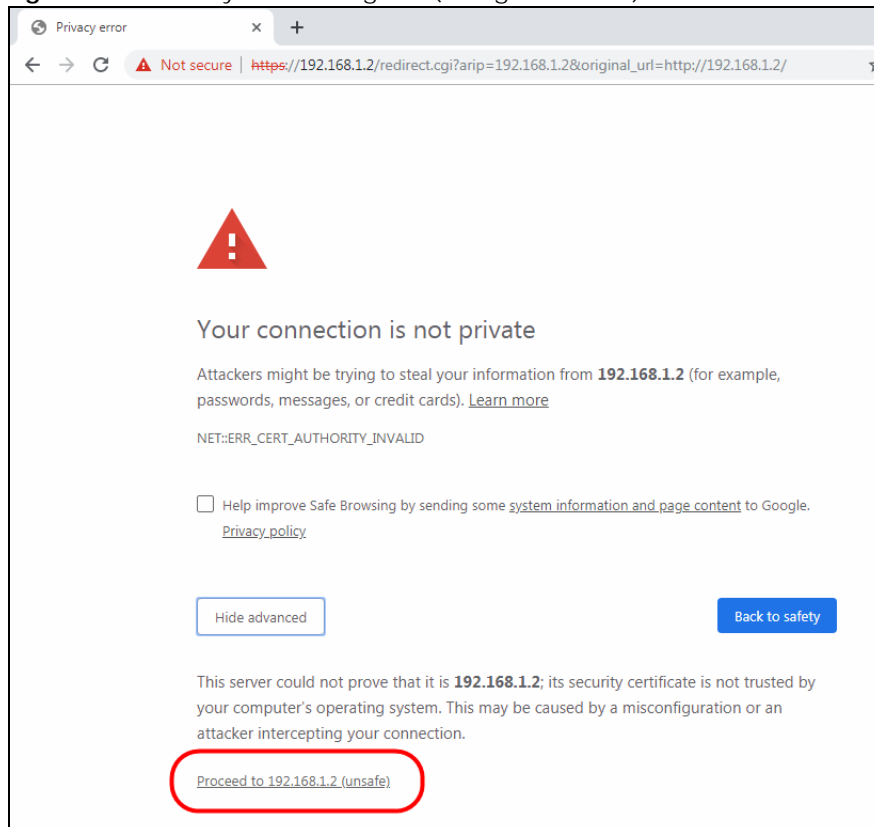 Privacy error
Not secure | https://192.168.1.2/redirect.cgi?arip=192.168.1.2&original_url=http://192.168.1.2/
Your connection is not private
Attackers might be trying to steal your information from 192.168.1.2 (for example,
passwords, messages, or credit cards). Learn more
NET::ERR_CERT_AUTHORITY_INVALID
Help improve Safe Browsing by sending some system information and page content to Google.
Privacy policy
Hide advanced
Back to safety
This server could not prove that it is 192.168.1.2; its security certificate is not trusted by
your computer's operating system. This may be caused by a misconfiguration or an
attacker intercepting your connection.
Proceed to 192.168.1.2 (unsafe)